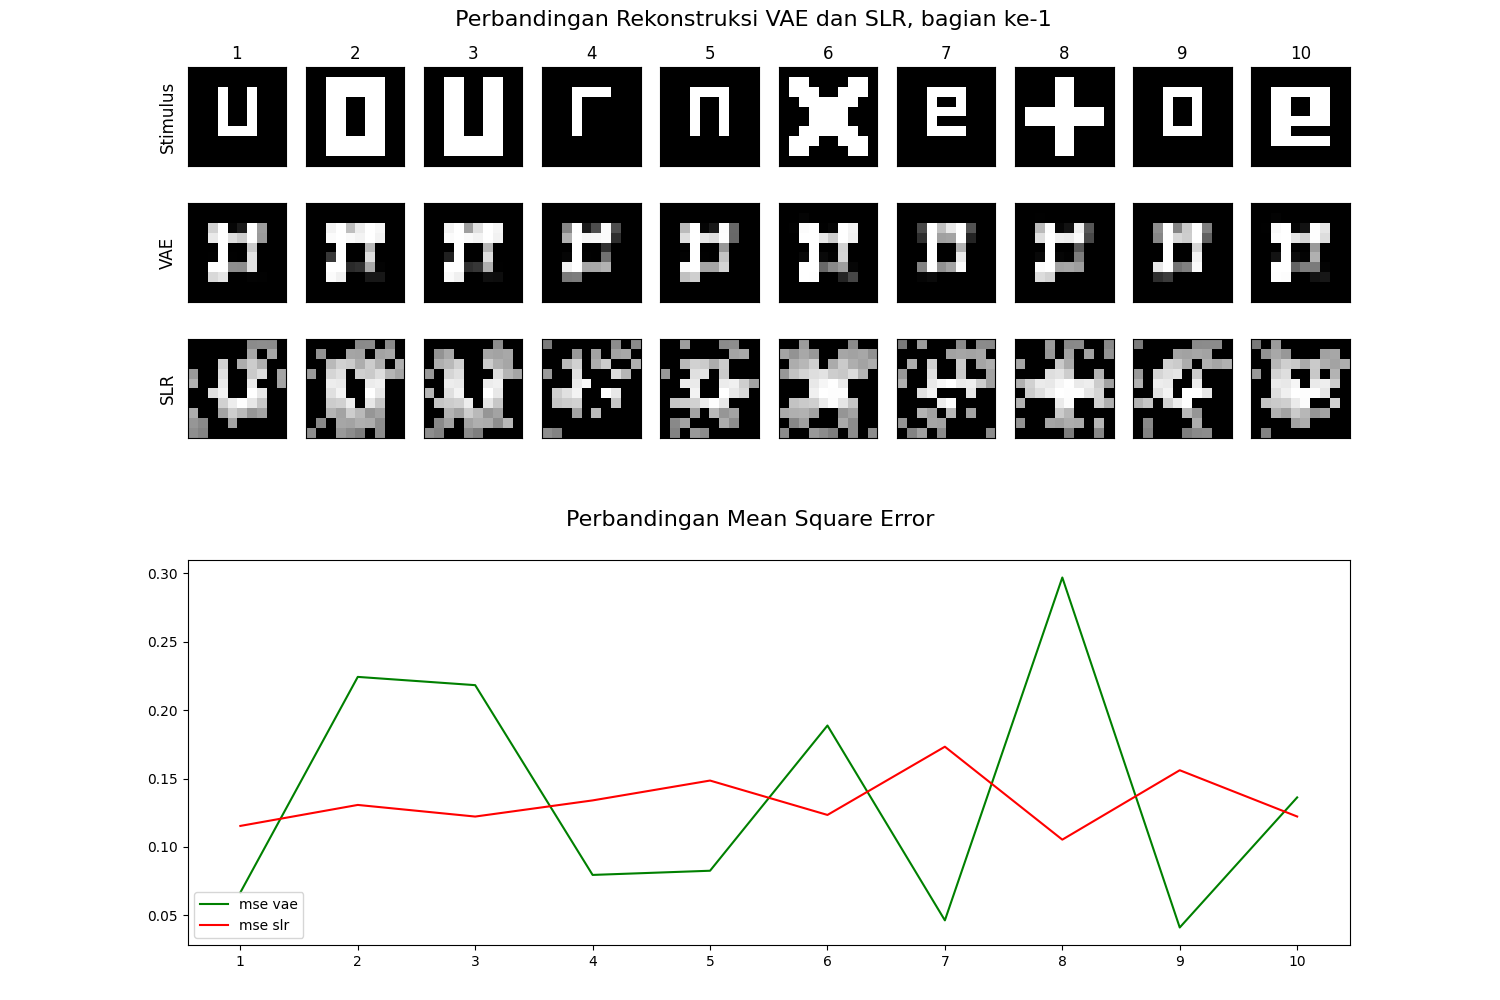 Perbandingan Rekonstruksi VAE dan SLR, bagian ke-1
1 2 3 4 5 6 7 8 9 10
Stimulus
VAE
SLR
Perbandingan Mean Square Error
0.30
0.25
0.20
0.15
0.10
0.05
mse vae
mse slr
1 2 3 4 5 6 7 8 9 10